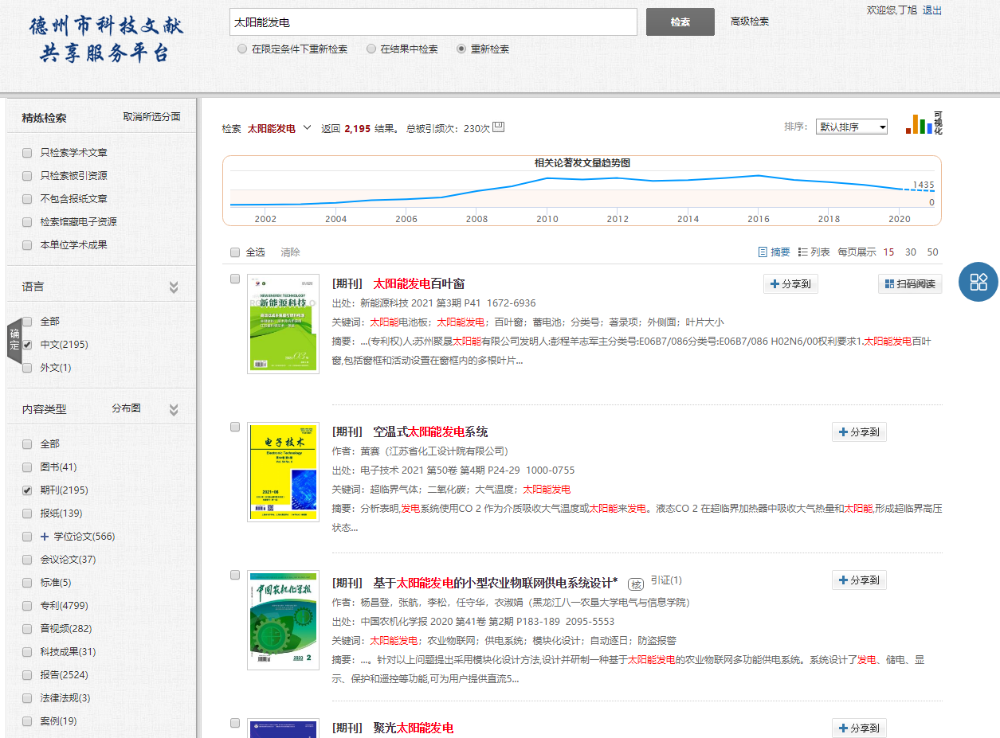 德州市科技文献
共享服务平台
太阳能发电
检索
高级检索
欢迎您,丁旭 退出
在限定条件下重新检索
在结果中检索
重新检索
精炼检索
取消所选分面
只检索学术文章
只检索被引资源
不包含报纸文章
检索馆藏电子资源
本单位学术成果
语言
全部
中文(2195)
外文(1)
确定
内容类型
分布图
全部
图书(41)
期刊(2195)
报纸(139)
学位论文(566)
会议论文(37)
标准(5)
专利(4799)
音视频(282)
科技成果(31)
报告(2524)
法律法规(3)
案例(19)
检索 太阳能发电 返回 2,195 结果。 总被引频次: 230次
排序: 默认排序
可视化
相关论著发文量趋势图
1435
0
2002 2004 2006 2008 2010 2012 2014 2016 2018 2020
全选 清除
摘要 列表 每页展示 15 30 50
[期刊] 太阳能发电百叶窗
分享到
扫码阅读
出处：新能源科技 2021 第3期 P41 1672-6936
关键词：太阳能电池板；太阳能发电；百叶窗；蓄电池；分类号；著录项；外侧面；叶片大小
摘要：...(专利权)人:苏州聚晟太阳能有限公司发明人:彭程羊志军主分类号:E06B7/086分类号:E06B7/086 H02N6/00权利要求1.太阳能发电百叶
窗,包括窗框和活动设置在窗框内的多根叶片...
NEW ENERGY TECHNOLOGY
新能源科技
[期刊] 空温式太阳能发电系统
分享到
作者：黄赛（江苏省化工设计院有限公司）
出处：电子技术 2021 第50卷 第4期 P24-29 1000-0755
关键词：超临界气体；二氧化碳；大气温度；太阳能发电
摘要：分析表明,发电系统使用CO 2 作为介质吸收大气温度或太阳能来发电。液态CO 2 在超临界加热器中吸收大气热量和太阳能,形成超临界高压
状态...
电子技术
Electronic Technology
[期刊] 基于太阳能发电的小型农业物联网供电系统设计* 核 引证(1)
分享到
作者：杨昌登，张航，李松，任守华，衣淑娟（黑龙江八一农垦大学电气与信息学院）
出处：中国农机化学报 2020 第41卷 第2期 P183-189 2095-5553
关键词：太阳能发电；农业物联网；供电系统；模块化设计；自动逐日；防盗报警
摘要：...。针对以上问题提出采用模块化设计方法,设计并研制一种基于太阳能发电的农业物联网多功能供电系统。系统设计了发电、储电、显
示、保护和遥控等功能,可为用户提供直流5...
中国农机化学报
2020 2
[期刊] 聚光太阳能发电
分享到